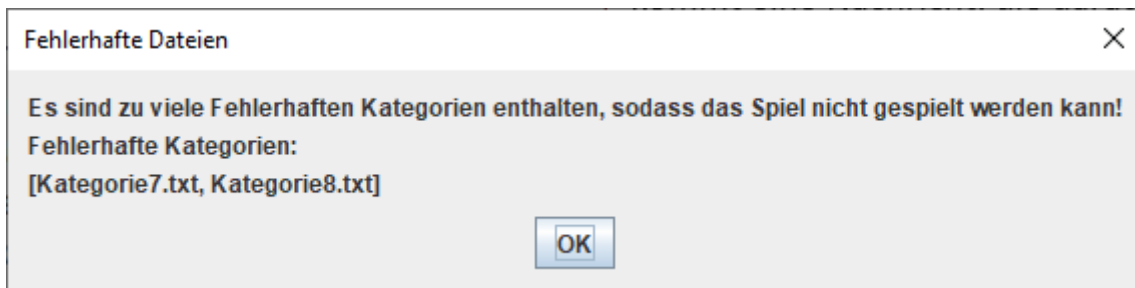 Fehlerhafte Dateien
Es sind zu viele Fehlerhaften Kategorien enthalten, sodass das Spiel nicht gespielt werden kann!
Fehlerhafte Kategorien:
[Kategorie7.txt, Kategorie8.txt]
OK